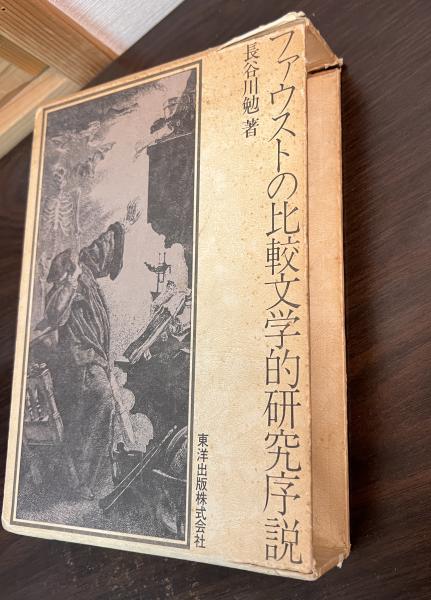 ファウストの比較文学的研究序説
長谷川勉著
東洋出版株式会社